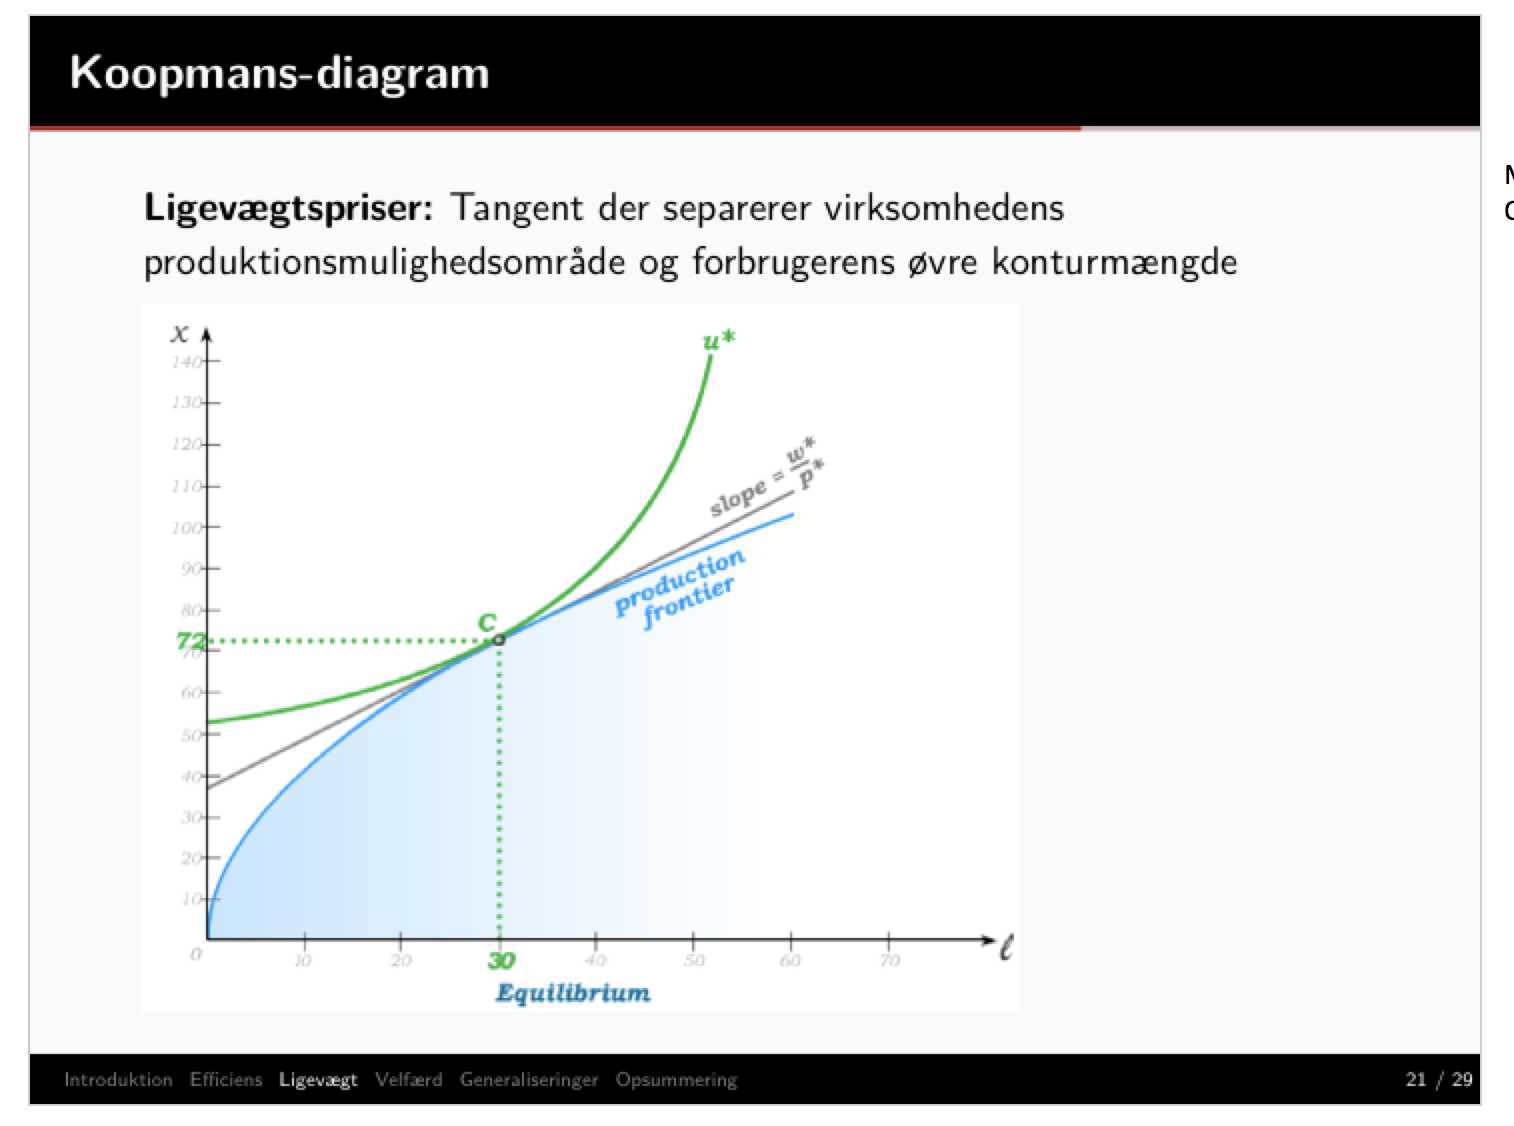 Koopmans-diagram
Ligevægtspriser: Tangent der separerer virksomhedens
produktionsmulighedsområde og forbrugerens øvre konturmængde
x
u*
140
130
120
110
100
90
80
72
70
60
50
40
30
20
10
0
slope = w*/p*
production
frontier
C
10
20
30
40
50
60
70
ℓ
Equilibrium
Introduktion Efficiens Ligevægt Velfærd Generaliseringer Opsummering
21 / 29